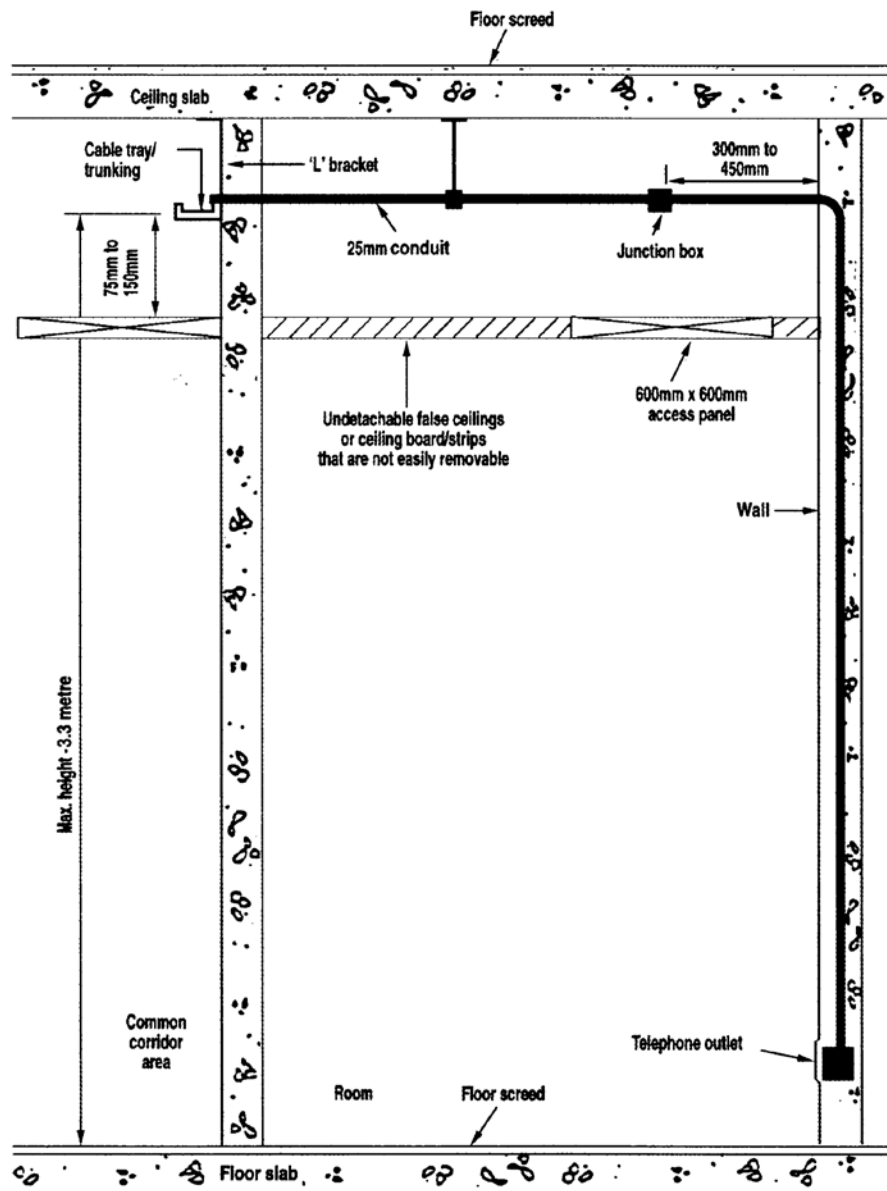 Floor screed
Ceiling slab
Cable tray/
trunking
'L' bracket
300mm to
450mm
25mm conduit
Junction box
75mm to
150mm
600mm x 600mm
access panel
Undetachable false ceilings
or ceiling board/strips
that are not easily removable
Wall
Max. height -3.3 metre
Common
corridor
area
Telephone outlet
Room
Floor screed
Floor slab